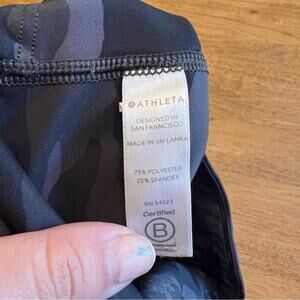 ATHLETA
DESIGNED IN
SAN FRANCISCO
MADE IN SRI LANKA
75% POLYESTER
25% SPANDEX
RN 54023
Certified
B